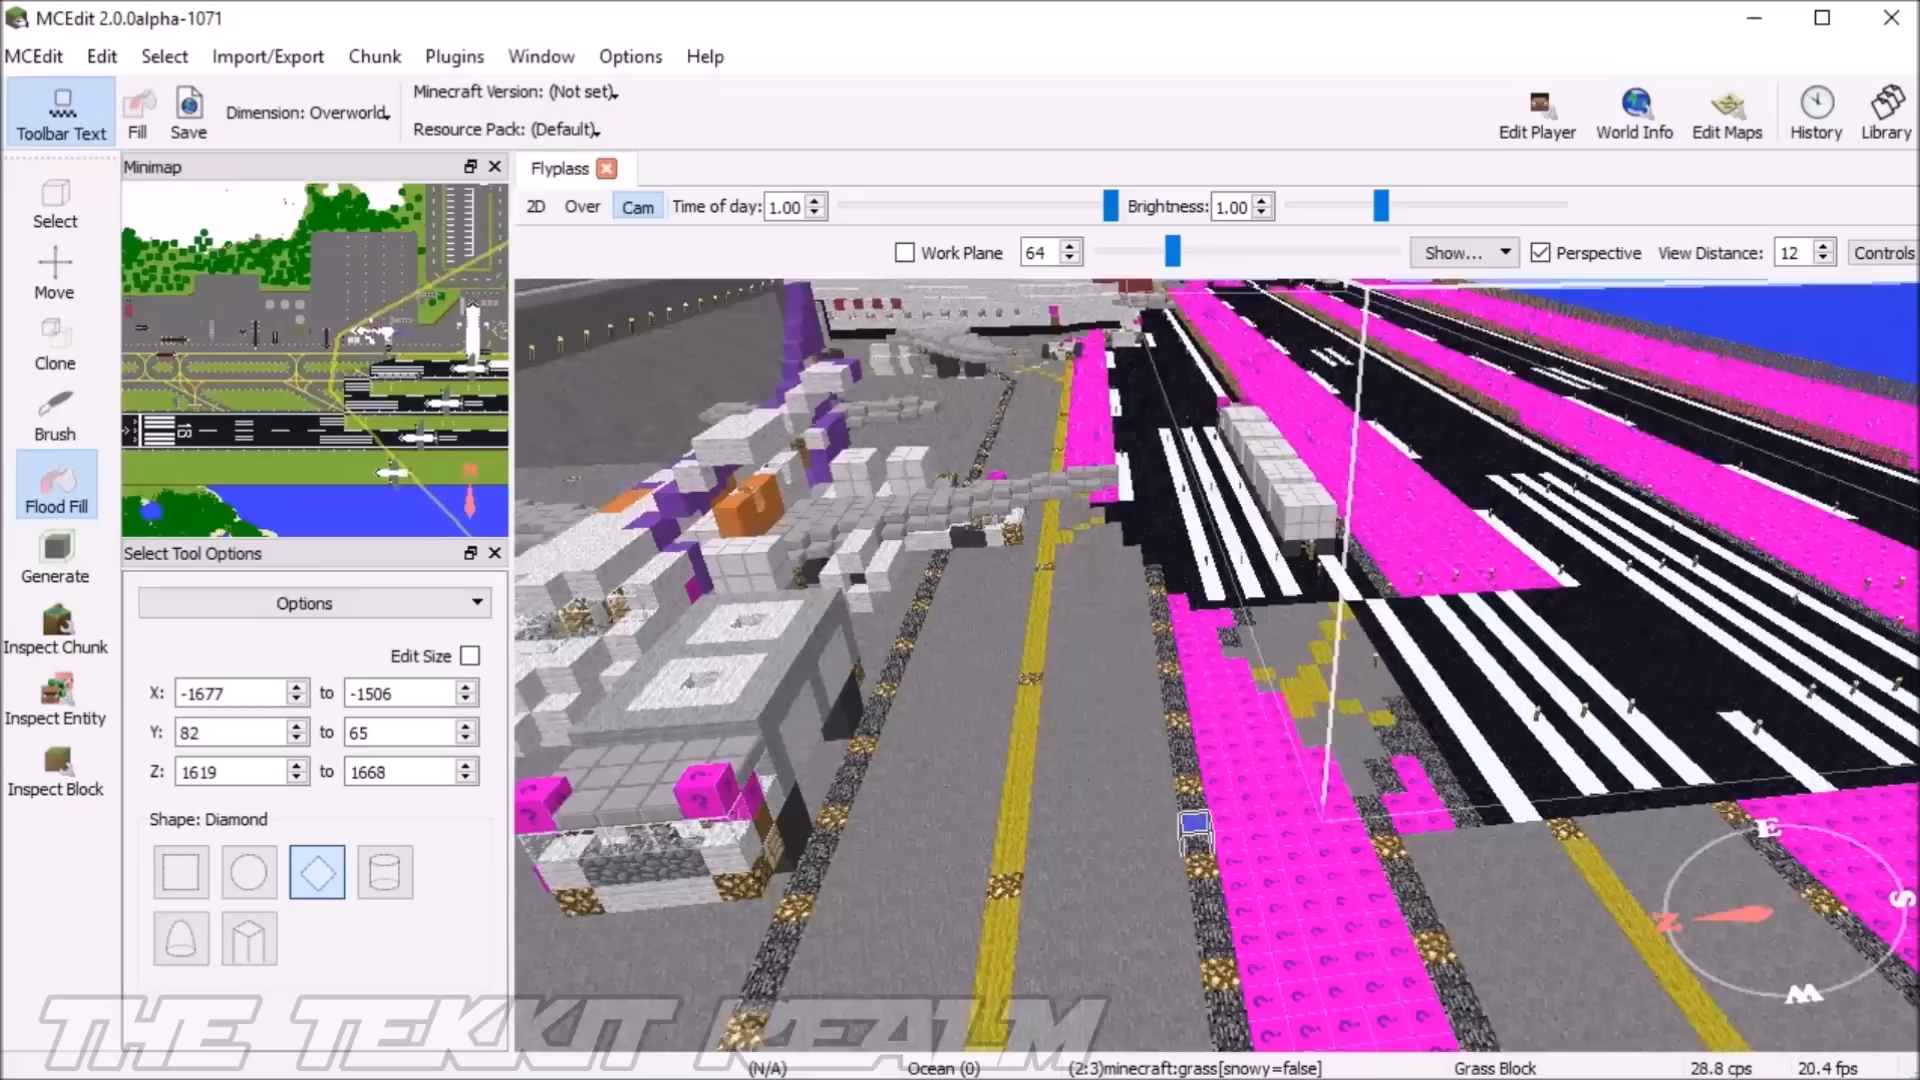 MCEdit 2.0.0alpha-1071
MCEdit Edit Select Import/Export Chunk Plugins Window Options Help
Toolbar Text
Fill
Save
Dimension: Overworld
Minecraft Version: (Not set)
Resource Pack: (Default)
Edit Player
World Info
Edit Maps
History
Library
Select
Move
Clone
Brush
Flood Fill
Generate
Inspect Chunk
Inspect Entity
Inspect Block
Minimap
16
N
Select Tool Options
Options
Edit Size
X: -1677 to -1506
Y: 82 to 65
Z: 1619 to 1668
Shape: Diamond
Flyplass
2D Over Cam Time of day: 1.00 Brightness: 1.00
Work Plane 64 Show... Perspective View Distance: 12 Controls
E
S
W
N
THE TEKKIT REALM
(N/A) Ocean (0) (2:3)minecraft:grass[snowy=false] Grass Block 28.8 cps 20.4 fps